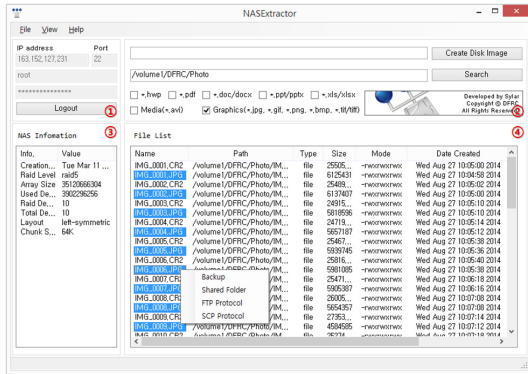 NASExtractor
File View Help
IP address Port
163,152,127,231 22
root
***************
Logout ①
Create Disk Image
/volume1/DFRC/Photo Search
*.hwp *.pdf *.doc/docx *.ppt/pptx *.xls/xlsx
Media(*.avi) Graphics(*.jpg, *.gif, *.png, *.bmp, *.tif/tiff)
Developed by Sylar
Copyright © DFRC
All Rights Reserved ②
NAS Infomation ③
Info, Value
Creation... Tue Mar 11 ...
Raid Level raid5
Array Size 35120666304
Used De... 3902296256
Raid De... 10
Total De... 10
Layout left-symmetric
Chunk S... 64K
File List ④
Name Path Type Size Mode Date Created
IMG_0001.CR2 /volume1/DFRC/Photo/IM... file 25505,... -rwxrwxrwx Wed Aug 27 10:05:00 2014
IMG_0001.JPG /volume1/DFRC/Photo/IM... file 6125431 -rwxrwxrwx Wed Aug 27 10:04:58 2014
IMG_0002.CR2 /volume1/DFRC/Photo/IM... file 25489,... -rwxrwxrwx Wed Aug 27 10:05:02 2014
IMG_0002.JPG /volume1/DFRC/Photo/IM... file 6137407 -rwxrwxrwx Wed Aug 27 10:05:00 2014
IMG_0003.CR2 /volume1/DFRC/Photo/IM... file 24915,... -rwxrwxrwx Wed Aug 27 10:05:10 2014
IMG_0003.JPG /volume1/DFRC/Photo/IM... file 5818596 -rwxrwxrwx Wed Aug 27 10:05:10 2014
IMG_0004.CR2 /volume1/DFRC/Photo/IM... file 24719,... -rwxrwxrwx Wed Aug 27 10:05:14 2014
IMG_0004.JPG /volume1/DFRC/Photo/IM... file 5657187 -rwxrwxrwx Wed Aug 27 10:05:12 2014
IMG_0005.CR2 /volume1/DFRC/Photo/IM... file 25467,... -rwxrwxrwx Wed Aug 27 10:05:38 2014
IMG_0005.JPG /volume1/DFRC/Photo/IM... file 5939745 -rwxrwxrwx Wed Aug 27 10:05:36 2014
IMG_0006.CR2 /volume1/DFRC/Photo/IM... file 25816,... -rwxrwxrwx Wed Aug 27 10:05:40 2014
IMG_0006.JPG /volume1/DFRC/Photo/IM... file 5981085 -rwxrwxrwx Wed Aug 27 10:05:38 2014
IMG_0007.CR2 file 25471,... -rwxrwxrwx Wed Aug 27 10:06:18 2014
Backup
IMG_0007.JPG file 5905387 -rwxrwxrwx Wed Aug 27 10:06:16 2014
Shared Folder
IMG_0008.CR2 file 26005,... -rwxrwxrwx Wed Aug 27 10:07:08 2014
IMG_0008.JPG file 5654357 -rwxrwxrwx Wed Aug 27 10:07:08 2014
FTP Protocol
IMG_0009.CR2 file 27353,... -rwxrwxrwx Wed Aug 27 10:07:14 2014
SCP Protocol
IMG_0009.JPG /volume1/DFRC/Photo/IM... file 4584585 -rwxrwxrwx Wed Aug 27 10:07:12 2014